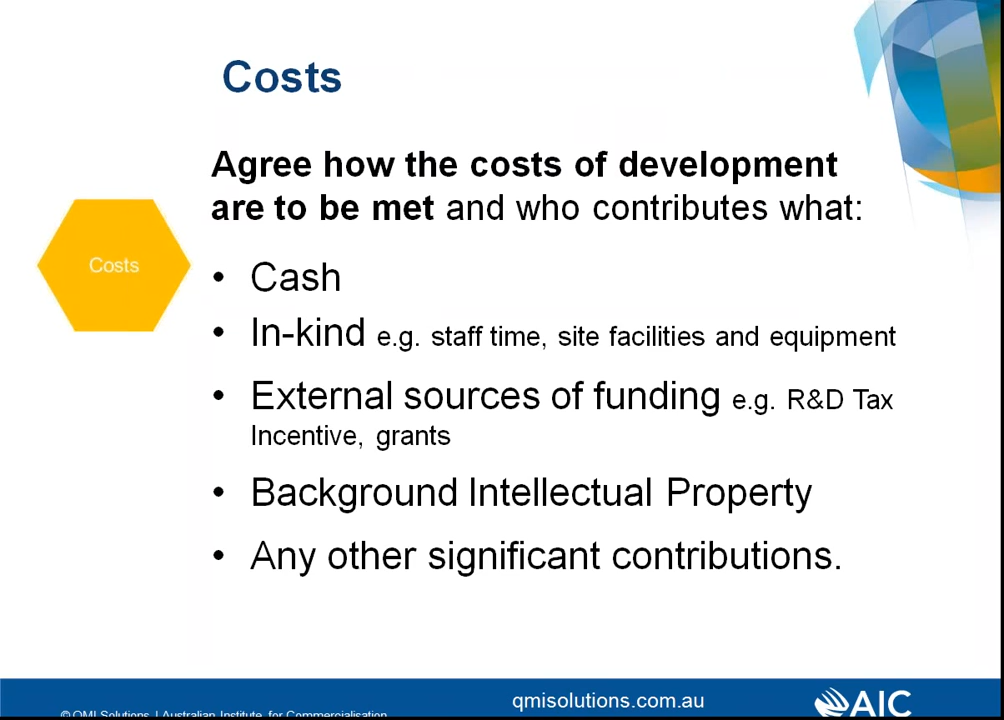 Costs
Agree how the costs of development
are to be met and who contributes what:
Costs
• Cash
• In-kind e.g. staff time, site facilities and equipment
• External sources of funding e.g. R&D Tax
Incentive, grants
• Background Intellectual Property
• Any other significant contributions.
qmisolutions.com.au
AIC
© QMI Solutions | Australian Institute for Commercialisation